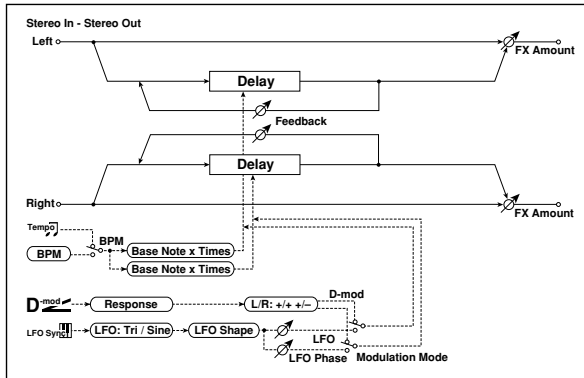 Stereo In - Stereo Out
Left
FX Amount
Delay
Feedback
Delay
Right
FX Amount
Tempo
BPM
BPM
Base Note x Times
Base Note x Times
D-mod
D-mod
Response
L/R: +/+ +/–
LFO
LFO Sync
LFO: Tri / Sine
LFO Shape
LFO Phase
Modulation Mode